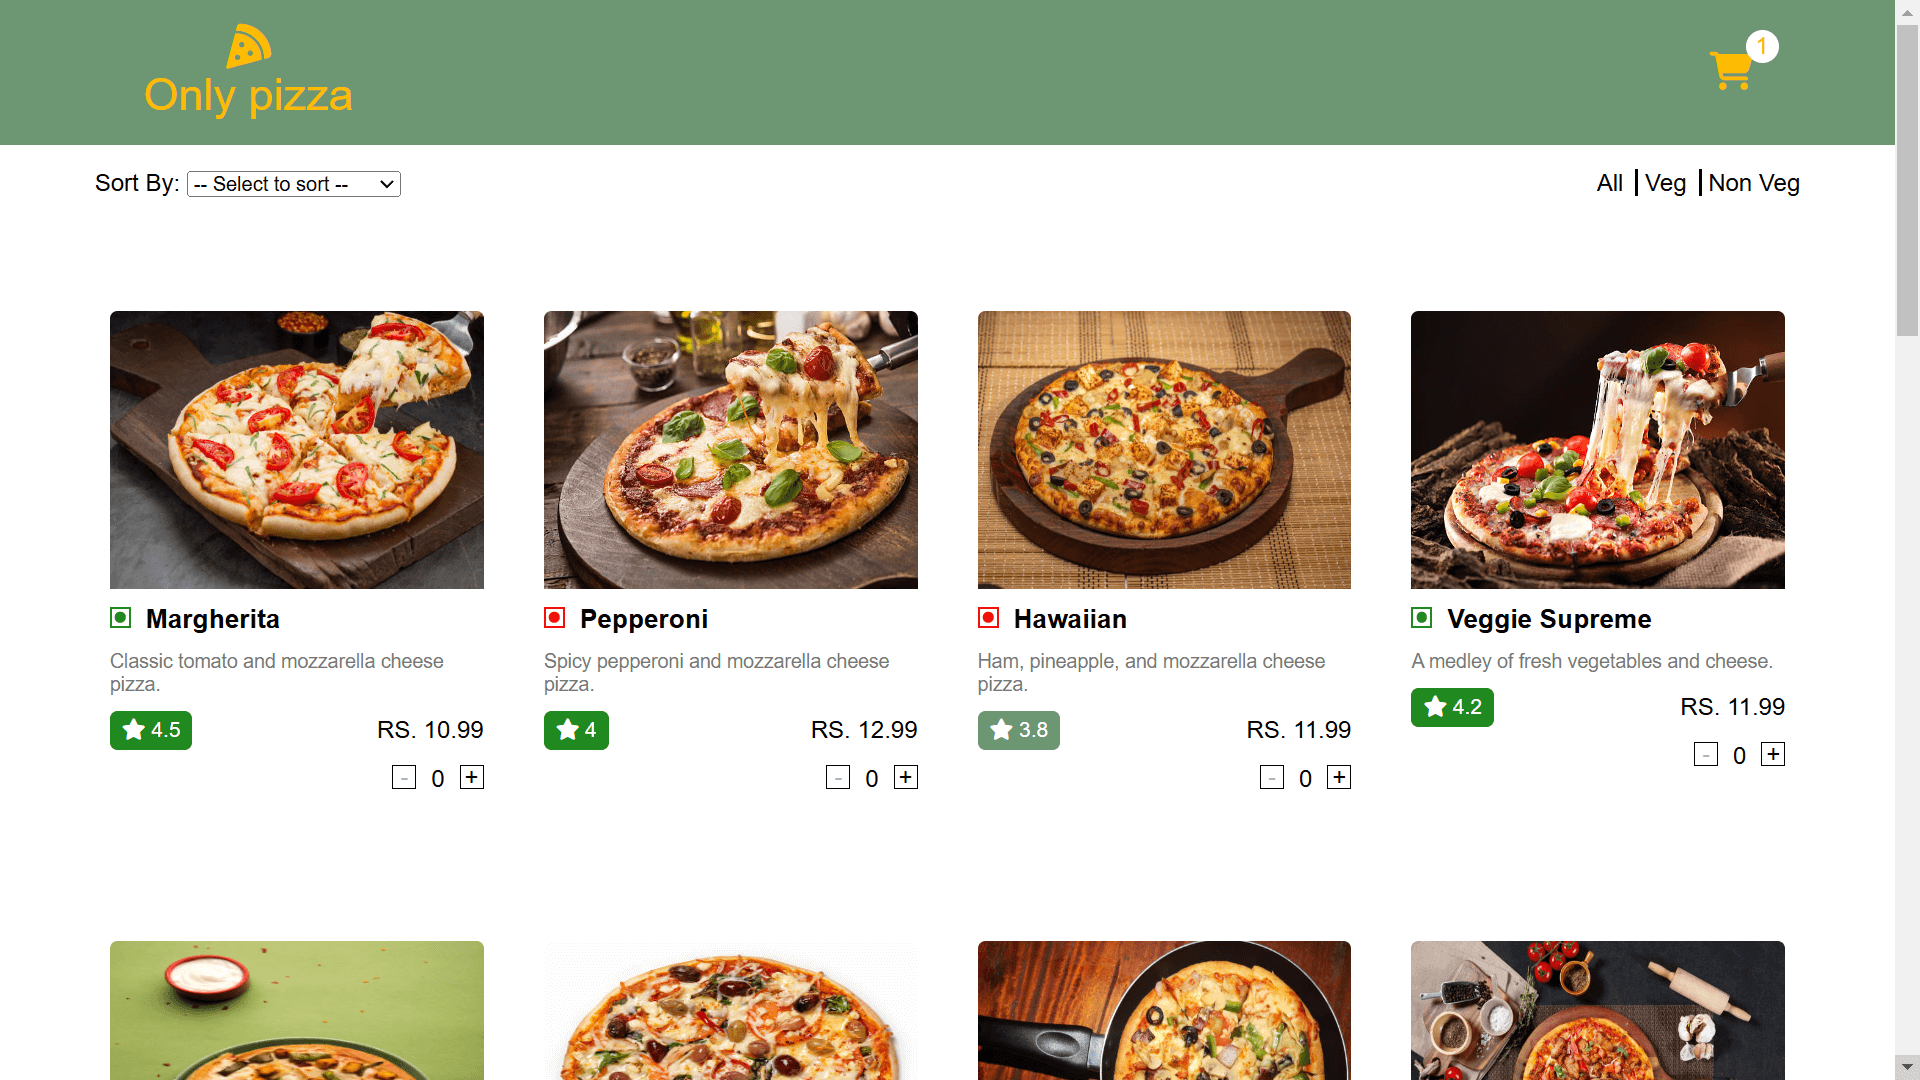 Only pizza
1
Sort By: -- Select to sort --
All Veg Non Veg
Margherita
Classic tomato and mozzarella cheese
pizza.
4.5 RS. 10.99
- 0 +
Pepperoni
Spicy pepperoni and mozzarella cheese
pizza.
4 RS. 12.99
- 0 +
Hawaiian
Ham, pineapple, and mozzarella cheese
pizza.
3.8 RS. 11.99
- 0 +
Veggie Supreme
A medley of fresh vegetables and cheese.
4.2 RS. 11.99
- 0 +